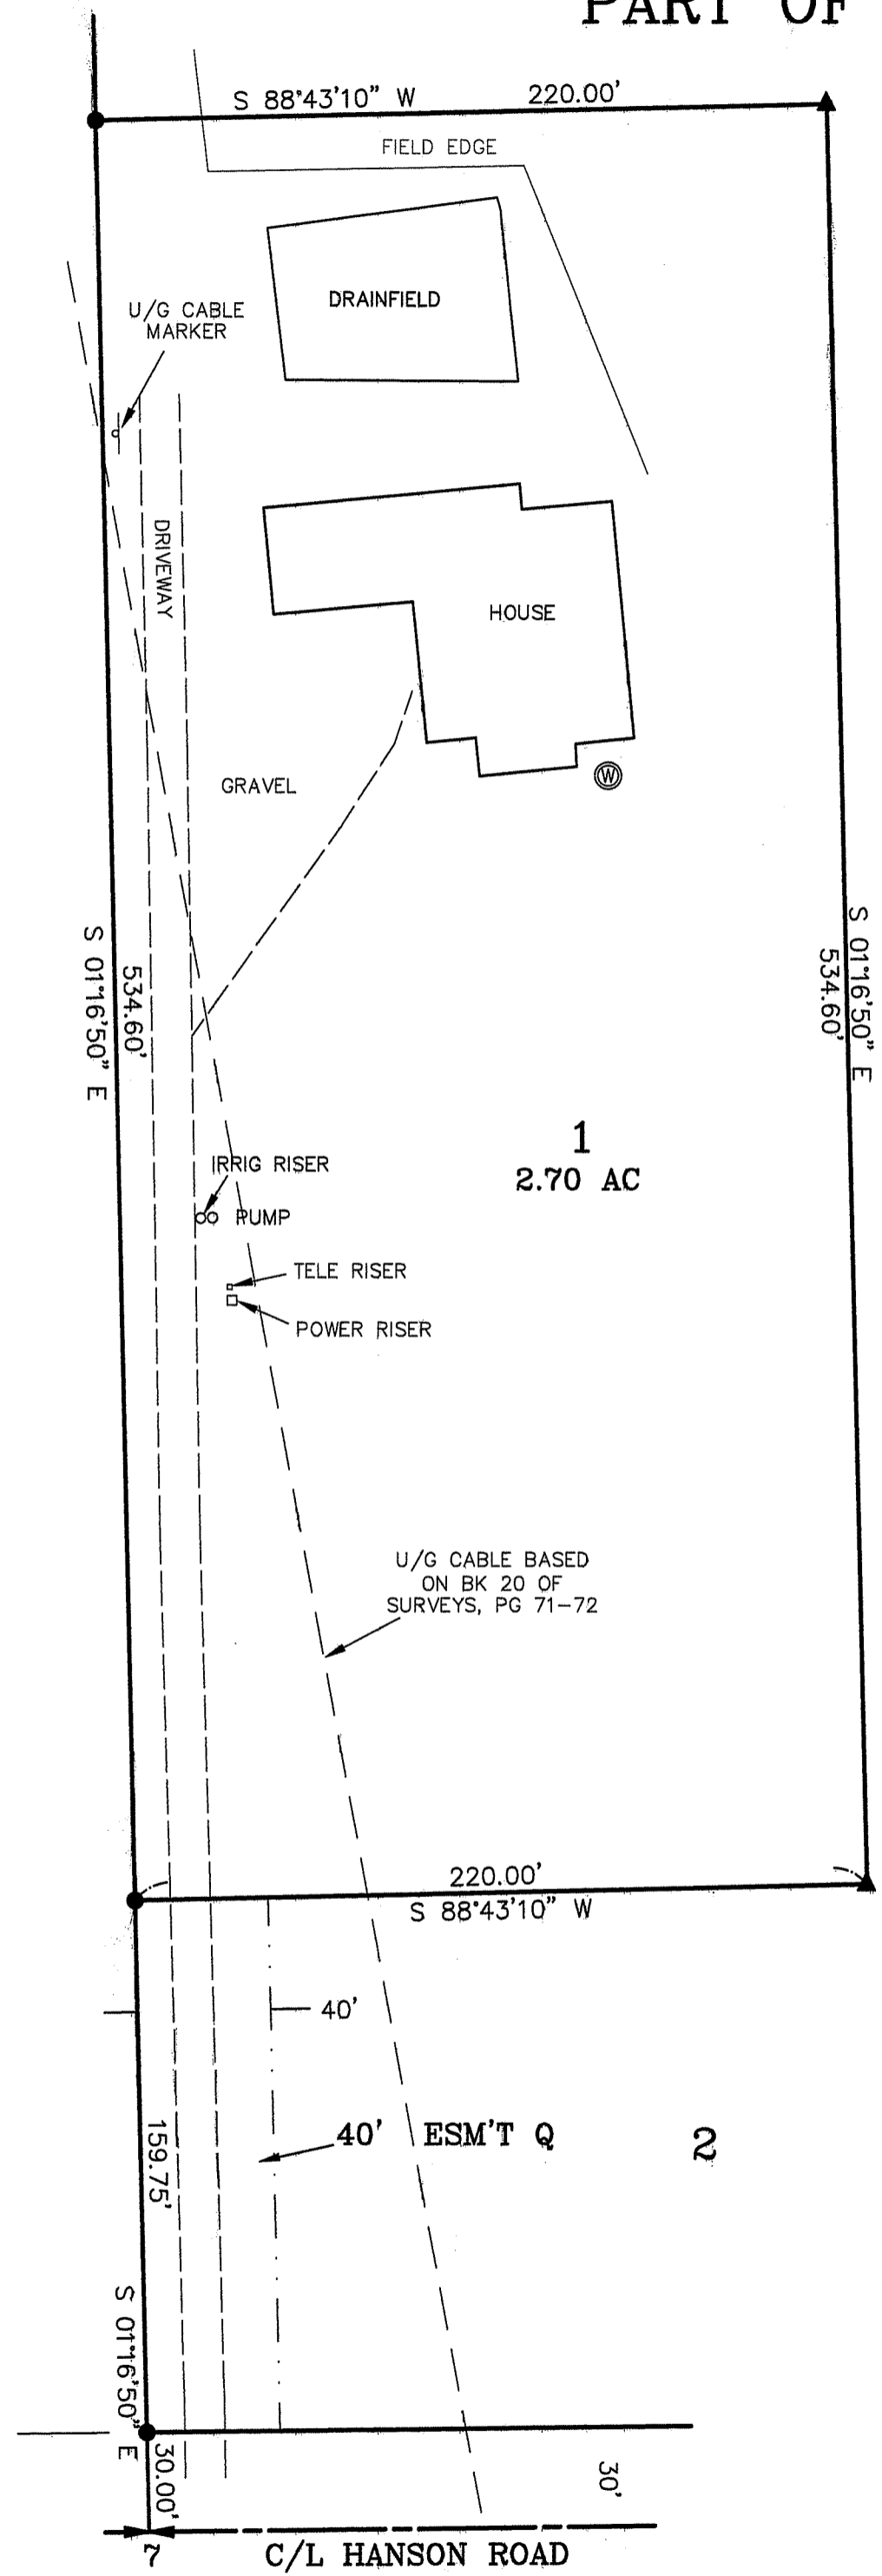 PART OF
S 88°43'10" W 220.00'
FIELD EDGE
DRAINFIELD
U/G CABLE
MARKER
DRIVEWAY
HOUSE
W
GRAVEL
S 01°16'50" E
534.60'
S 01°16'50" E
534.60'
1
2.70 AC
IRRIG RISER
PUMP
TELE RISER
POWER RISER
U/G CABLE BASED
ON BK 20 OF
SURVEYS, PG 71-72
220.00'
S 88°43'10" W
40'
40' ESM'T Q
2
159.75'
S 01°16'50" E
30.00'
30'
7
C/L HANSON ROAD